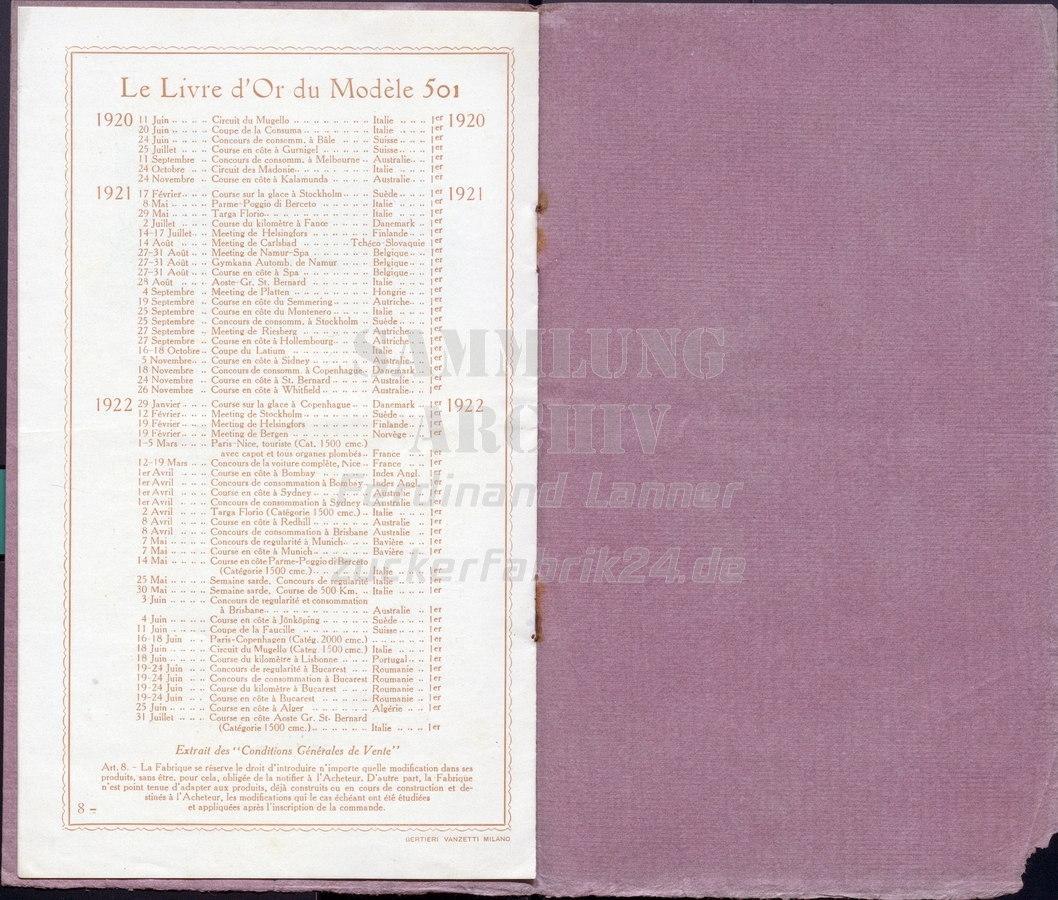 Le Livre d'Or du Modèle 501
1920 11 Juin .. .. .. .. Circuit du Mugello .. .. .. .. .. .. .. Italie .. .. .. 1er 1920
20 Juin .. .. .. .. Coupe de la Consuma .. .. .. .. .. .. Italie .. .. .. 1er
24 Juin .. .. .. .. Concours de consomm. à Bâle .. .. .. Suisse .. .. .. 1er
25 Juillet .. .. .. Course en côte à Gurnigel .. .. .. .. Suisse .. .. .. 1er
11 Septembre .. Concours de consomm. à Melbourne .. Australie .. .. 1er
24 Octobre .. .. Circuit des Madonie .. .. .. .. .. .. Italie .. .. .. 1er
24 Novembre .. Course en côte à Kalamunda .. .. .. Australie .. .. 1er
1921 17 Février .. .. .. Course sur la glace à Stockholm .. .. Suède .. .. .. 1er 1921
8 Mai .. .. .. .. Parme-Poggio di Berceto .. .. .. .. Italie .. .. .. 1er
29 Mai .. .. .. .. Targa Florio .. .. .. .. .. .. .. .. Italie .. .. .. 1er
2 Juillet .. .. .. Course du kilomètre à Fance .. .. .. Danemark .. .. 1er
14-17 Juillet .. .. Meeting de Helsingfors .. .. .. .. .. Finlande .. .. 1er
14 Août .. .. .. Meeting de Carlsbad .. .. .. .. .. Tchéco-Slovaquie 1er
27-31 Août .. .. Meeting de Namur-Spa .. .. .. .. .. Belgique .. .. 1er
27-31 Août .. .. Gymkana Automb. de Namur .. .. .. Belgique .. .. 1er
27-31 Août .. .. Course en côte à Spa .. .. .. .. .. Belgique .. .. 1er
28 Août .. .. .. Aoste-Gr. St. Bernard .. .. .. .. .. Italie .. .. .. 1er
4 Septembre .. Meeting de Platten .. .. .. .. .. .. Hongrie .. .. 1er
19 Septembre .. Course en côte du Semmering .. .. .. Autriche .. .. 1er
25 Septembre .. Course en côte du Montenero .. .. .. Italie .. .. .. 1er
25 Septembre .. Concours de consomm. à Stockholm .. Suède .. .. .. 1er
27 Septembre .. Meeting de Riesberg .. .. .. .. .. .. Autriche .. .. 1er
27 Septembre .. Course en côte à Hollembourg .. .. .. Autriche .. .. 1er
16-18 Octobre .. Coupe du Latium .. .. .. .. .. .. .. Italie .. .. .. 1er
5 Novembre .. .. Course en côte à Sidney .. .. .. .. .. Australie .. .. 1er
18 Novembre .. Concours de consomm. à Copenhague Danemark .. .. 1er
24 Novembre .. Course en côte à St. Bernard .. .. .. Australie .. .. 1er
26 Novembre .. Course en côte à Whitfield .. .. .. .. Australie .. .. 1er
1922 29 Janvier .. .. .. Course sur la glace à Copenhague .. .. Danemark .. .. 1er 1922
12 Février .. .. .. Meeting de Stockholm .. .. .. .. .. Suède .. .. .. 1er
19 Février .. .. .. Meeting de Helsingfors .. .. .. .. .. Finlande .. .. 1er
19 Février .. .. .. Meeting de Bergen .. .. .. .. .. .. Norvège .. .. 1er
1-5 Mars .. .. .. Paris-Nice, touriste (Cat. 1500 cmc.)
avec capot et tous organes plombés .. France .. .. .. 1er
12-19 Mars .. .. Concours de la voiture complète, Nice .. France .. .. .. 1er
1er Avril .. .. .. Course en côte à Bombay .. .. .. .. Indes Angl. .. 1er
1er Avril .. .. .. Concours de consommation à Bombay .. Indes Angl. .. 1er
1er Avril .. .. .. Course en côte à Sydney .. .. .. .. Australie .. .. 1er
1er Avril .. .. .. Concours de consommation à Sydney .. Australie .. .. 1er
2 Avril .. .. .. Targa Florio (Catégorie 1500 cmc.) .. Italie .. .. .. 1er
8 Avril .. .. .. Course en côte à Redhill .. .. .. .. Australie .. .. 1er
8 Avril .. .. .. Concours de consommation à Brisbane Australie .. .. 1er
7 Mai .. .. .. .. Concours de regularité à Munich .. .. Bavière .. .. 1er
7 Mai .. .. .. .. Course en côte à Munich .. .. .. .. Bavière .. .. 1er
14 Mai .. .. .. .. Course en côte Parme-Poggio di Berceto
(Catégorie 1500 cmc.) .. .. .. .. Italie .. .. .. 1er
25 Mai .. .. .. .. Semaine sarde. Concours de regularité Italie .. .. .. 1er
30 Mai .. .. .. .. Semaine sarde. Course de 500 Km. .. Italie .. .. .. 1er
3 Juin .. .. .. .. Concours de regularité et consommation
à Brisbane .. .. .. .. .. .. .. .. Australie .. .. 1er
4 Juin .. .. .. .. Course en côte à Jönköping .. .. .. Suède .. .. .. 1er
11 Juin .. .. .. .. Coupe de la Faucille .. .. .. .. .. Suisse .. .. .. 1er
16-18 Juin .. .. Paris-Copenhagen (Catég. 2000 cmc.) .. .. .. .. .. 1er
18 Juin .. .. .. .. Circuit du Mugello (Categ. 1500 cmc.) Italie .. .. .. 1er
18 Juin .. .. .. .. Course du kilomètre à Lisbonne .. .. Portugal .. .. 1er
19-24 Juin .. .. Concours de regularité à Bucarest .. .. Roumanie .. .. 1er
19-24 Juin .. .. Concours de consommation à Bucarest Roumanie .. .. 1er
19-24 Juin .. .. Course du kilomètre à Bucarest .. .. Roumanie .. .. 1er
19-24 Juin .. .. Course en côte à Bucarest .. .. .. .. Roumanie .. .. 1er
25 Juin .. .. .. .. Course en côte à Alger .. .. .. .. .. Algérie .. .. 1er
31 Juillet .. .. .. Course en côte Aoste Gr. St. Bernard
(Catégorie 1500 cmc.) .. .. .. .. Italie .. .. .. 1er
Extrait des "Conditions Générales de Vente"
Art. 8. - La Fabrique se réserve le droit d'introduire n'importe quelle modification dans ses
produits, sans être, pour cela, obligée de la notifier à l'Acheteur. D'autre part, la Fabrique
n'est point tenue d'adapter aux produits, déjà construits ou en cours de construction et de-
stinés à l'Acheteur, les modifications qui le cas échéant ont été étudiées
et appliquées après l'inscription de la commande.
8 -
BERTIERI VANZETTI MILANO
SAMMLUNG
ARCHIV
Ferdinand Lanner
zuckerfabrik24.de